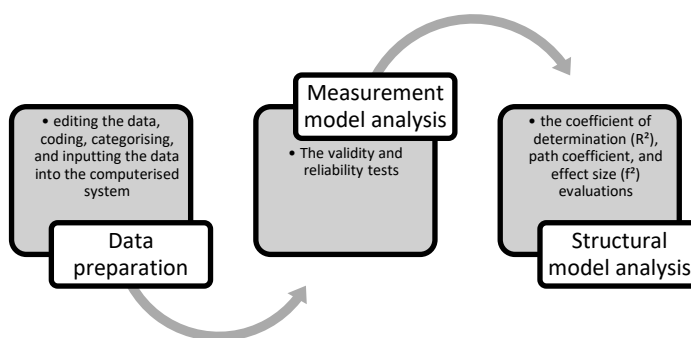 • editing the data,
coding, categorising,
and inputting the data
into the computerised
system
Data
preparation
Measurement
model analysis
• The validity and
reliability tests
• the coefficient of
determination (R²),
path coefficient, and
effect size (f²)
evaluations
Structural
model analysis